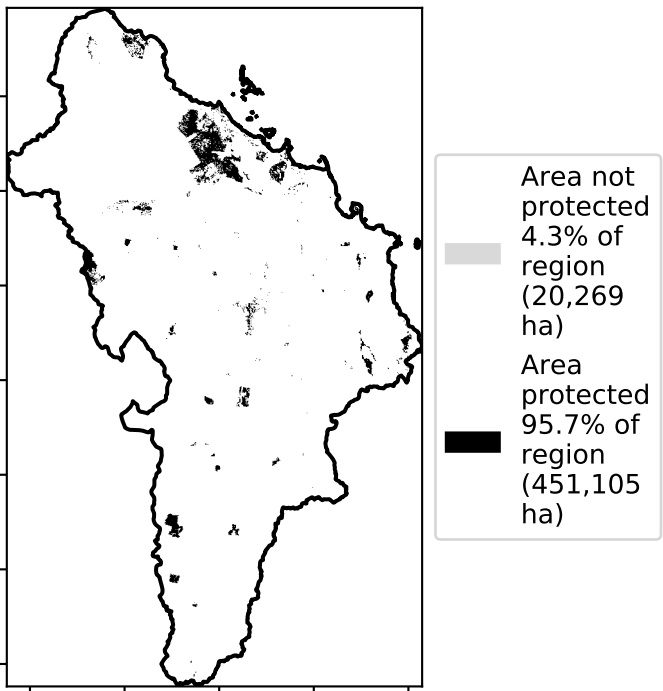 Area not
protected
4.3% of
region
(20,269
ha)
Area
protected
95.7% of
region
(451,105
ha)